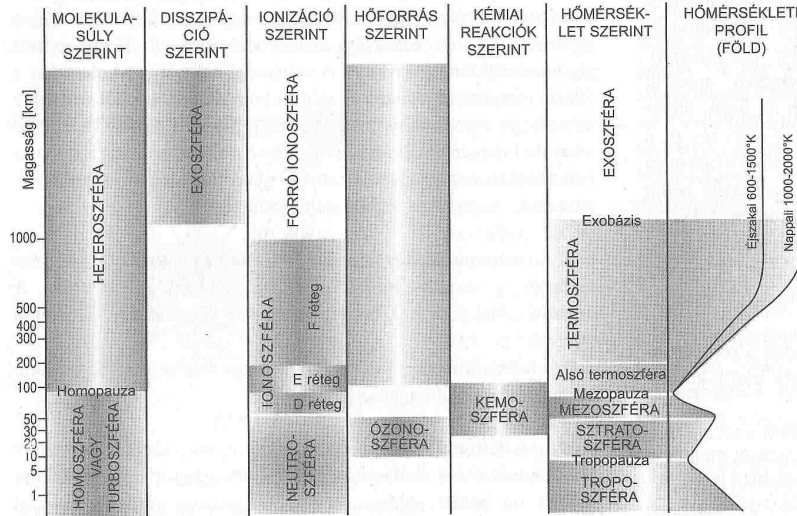 MOLEKULA-
SÚLY
SZERINT
DISSZIPÁ-
CIÓ
SZERINT
IONIZÁCIÓ
SZERINT
HŐFORRÁS
SZERINT
KÉMIAI
REAKCIÓK
SZERINT
HŐMÉRSÉK-
LET SZERINT
HŐMÉRSÉKLETI
PROFIL
(FÖLD)
Magasság [km]
1000
500
400
300
200
100
50
30
20
10
5
1
HETEROSZFÉRA
Homopauza
HOMOSZFÉRA
VAGY
TURBOSZFÉRA
EXOSZFÉRA
FORRÓ IONOSZFÉRA
IONOSZFÉRA
F réteg
E réteg
D réteg
NEUTRO-
SZFÉRA
ÓZONO-
SZFÉRA
KEMO-
SZFÉRA
EXOSZFÉRA
Exobázis
TERMOSZFÉRA
Alsó termoszféra
Mezopauza
MEZOSZFÉRA
SZTRATO-
SZFÉRA
Tropopauza
TROPO-
SZFÉRA
Éjszakai 600-1500°K
Nappali 1000-2000°K